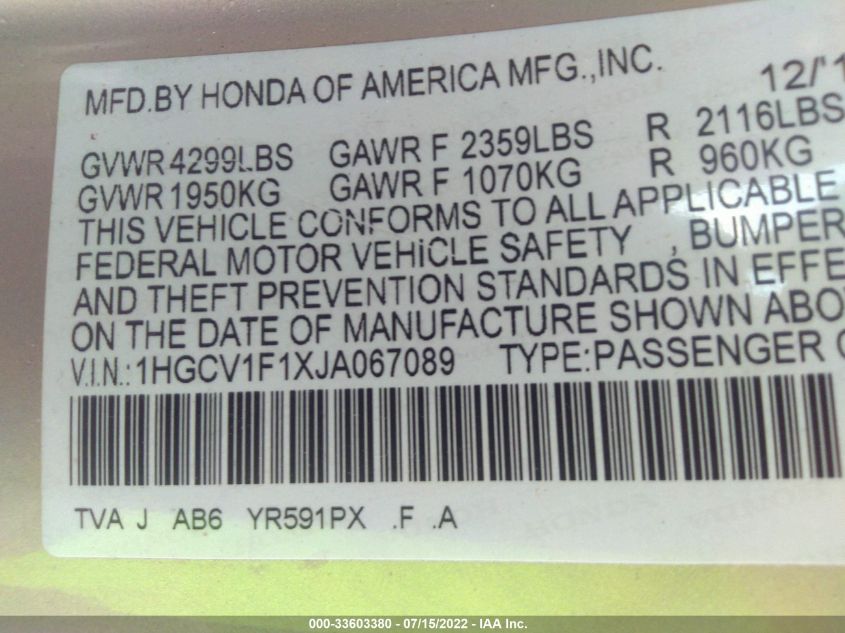 MFD.BY HONDA OF AMERICA MFG.,INC. 12/'1
GVWR 4299LBS GAWR F 2359LBS R 2116LBS
GVWR 1950KG GAWR F 1070KG R 960KG
THIS VEHICLE CONFORMS TO ALL APPLICABLE
FEDERAL MOTOR VEHICLE SAFETY , BUMPER
AND THEFT PREVENTION STANDARDS IN EFFE
ON THE DATE OF MANUFACTURE SHOWN ABO
V.I.N.: 1HGCV1F1XJA067089 TYPE:PASSENGER
TVA J AB6 YR591PX .F .A
000-33603380 - 07/15/2022 - IAA Inc.